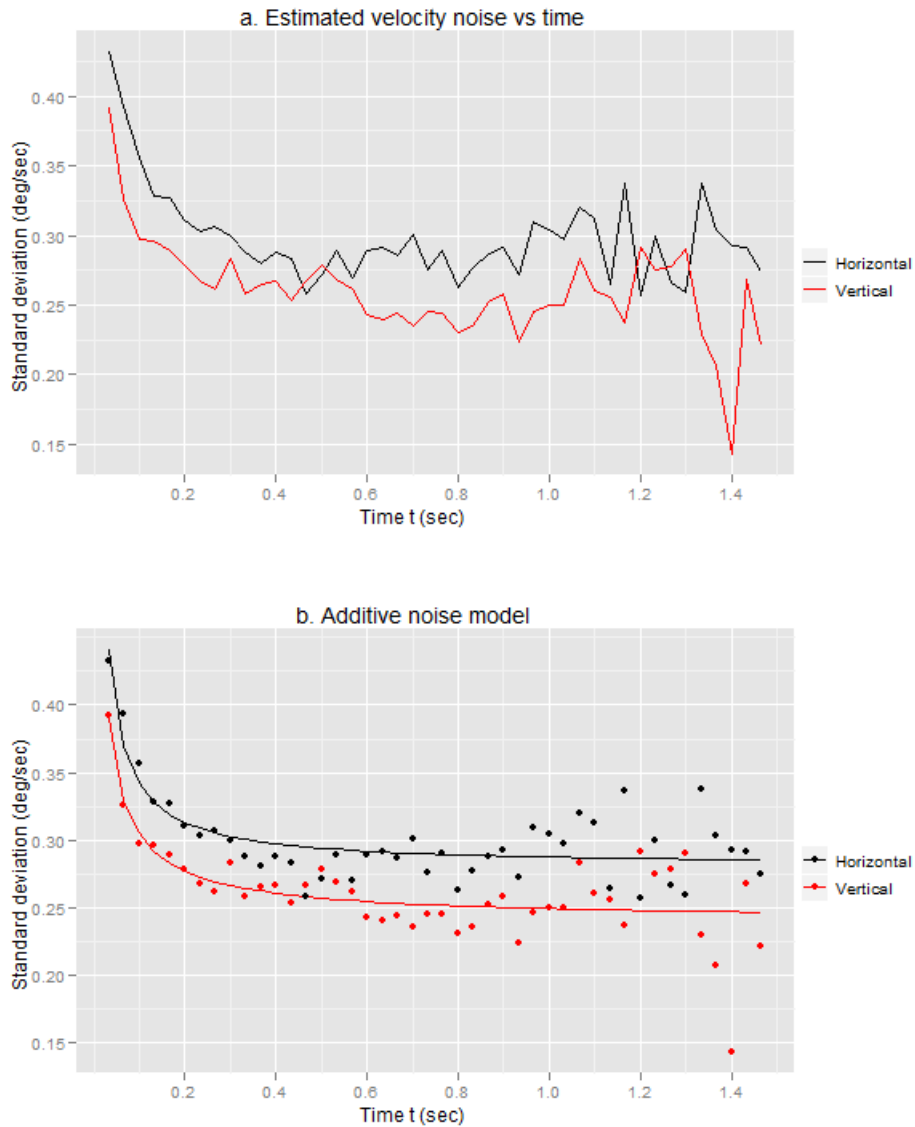 a. Estimated velocity noise vs time
Standard deviation (deg/sec)
0.40
0.35
0.30
0.25
0.20
0.15
0.2 0.4 0.6 0.8 1.0 1.2 1.4
Time t (sec)
Horizontal
Vertical
b. Additive noise model
Standard deviation (deg/sec)
0.40
0.35
0.30
0.25
0.20
0.15
0.2 0.4 0.6 0.8 1.0 1.2 1.4
Time t (sec)
Horizontal
Vertical